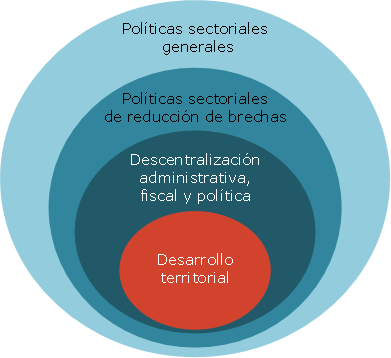 Políticas sectoriales
generales
Políticas sectoriales
de reducción de brechas
Descentralización
administrativa,
fiscal y política
Desarrollo
territorial